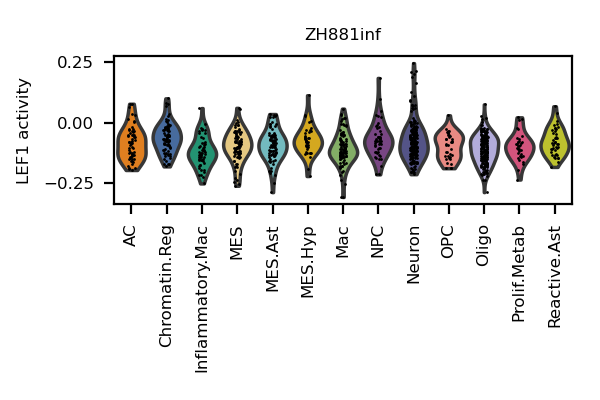 ZH881inf
LEF1 activity
0.25
0.00
−0.25
AC
Chromatin.Reg
Inflammatory.Mac
MES
MES.Ast
MES.Hyp
Mac
NPC
Neuron
OPC
Oligo
Prolif.Metab
Reactive.Ast